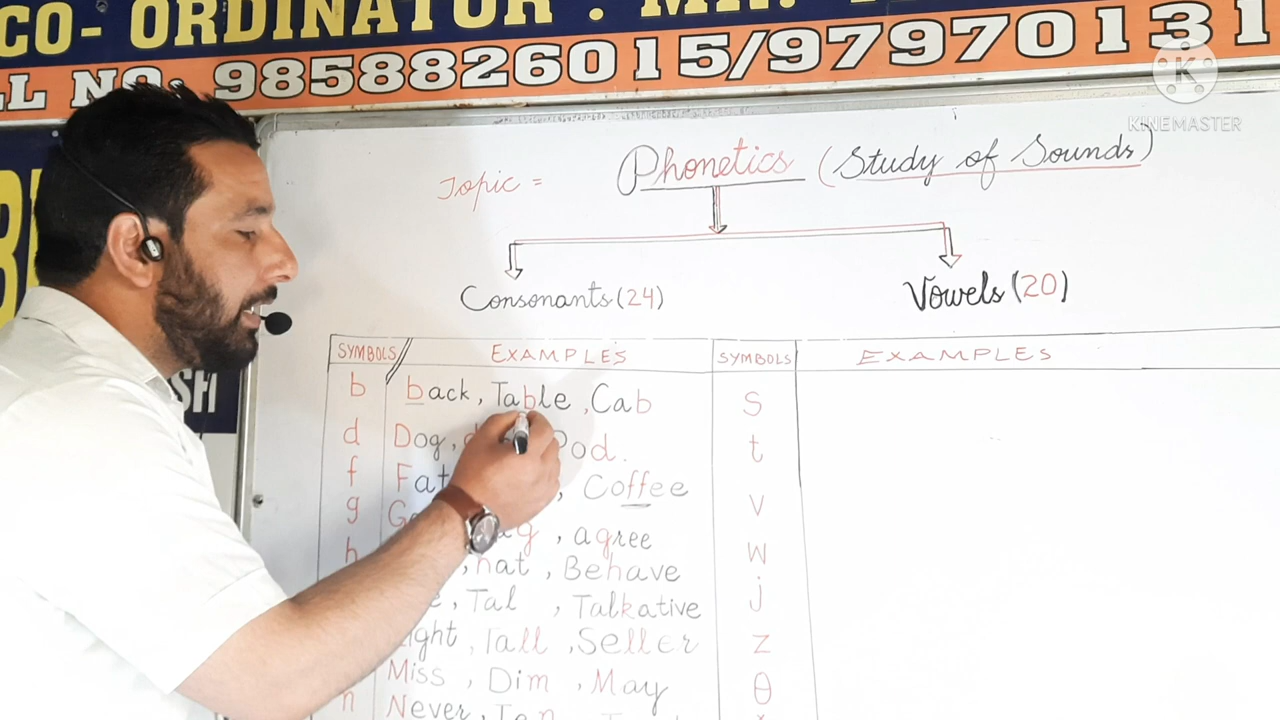 CO- ORDINATOR : MR.
LL NO: 9858826015/97970131
KINEMASTER
Topic = Phonetics (Study of Sounds)
Consonants (24) Vowels (20)
SYMBOLS EXAMPLES SYMBOLS EXAMPLES
b back, Table, Cab S
d Dog, Pod. t
f Fat , Coffee V
g , agree W
h , hat, Behave
, Tal , Talkative j
Light, Tall, Seller z
Miss, Dim, May θ
n Never, Ten,